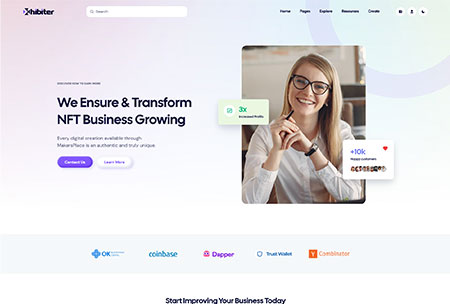 Xhibiter
Search
Home Pages Explore Resources Create
DISCOVER HOW TO EARN MORE
We Ensure & Transform
NFT Business Growing
Every digital creation available through
MakersPlace is an authentic and truly unique.
Contact Us Learn More
3x
Increased Profits
+10k
Happy customers
OK
coinbase
Dapper
Trust Wallet
Y Combinator
Start Improving Your Business Today